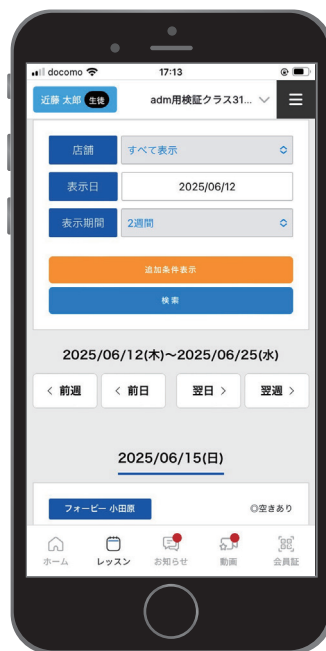 docomo 17:13
近藤 太郎 生徒 adm用検証クラス31...
店舗 すべて表示
表示日 2025/06/12
表示期間 2週間
追加条件表示
検索
2025/06/12(木)~2025/06/25(水)
< 前週 < 前日 翌日 > 翌週 >
2025/06/15(日)
フォービー 小田原 ◎空きあり
ホーム レッスン お知らせ 動画 会員証